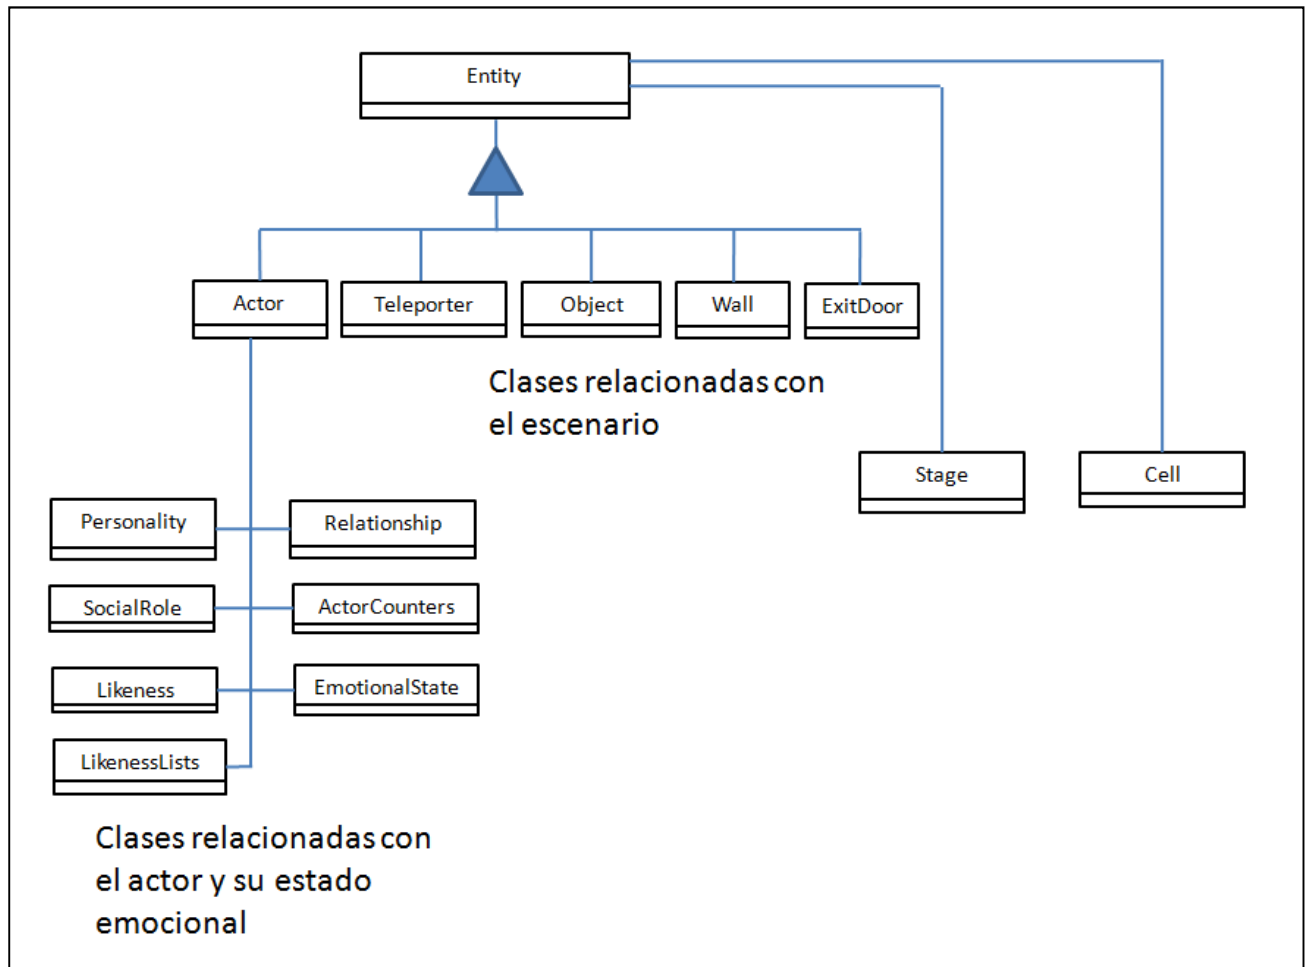 Entity
Actor
Teleporter
Object
Wall
ExitDoor
Clases relacionadas con
el escenario
Stage
Cell
Personality
Relationship
SocialRole
ActorCounters
Likeness
EmotionalState
LikenessLists
Clases relacionadas con
el actor y su estado
emocional